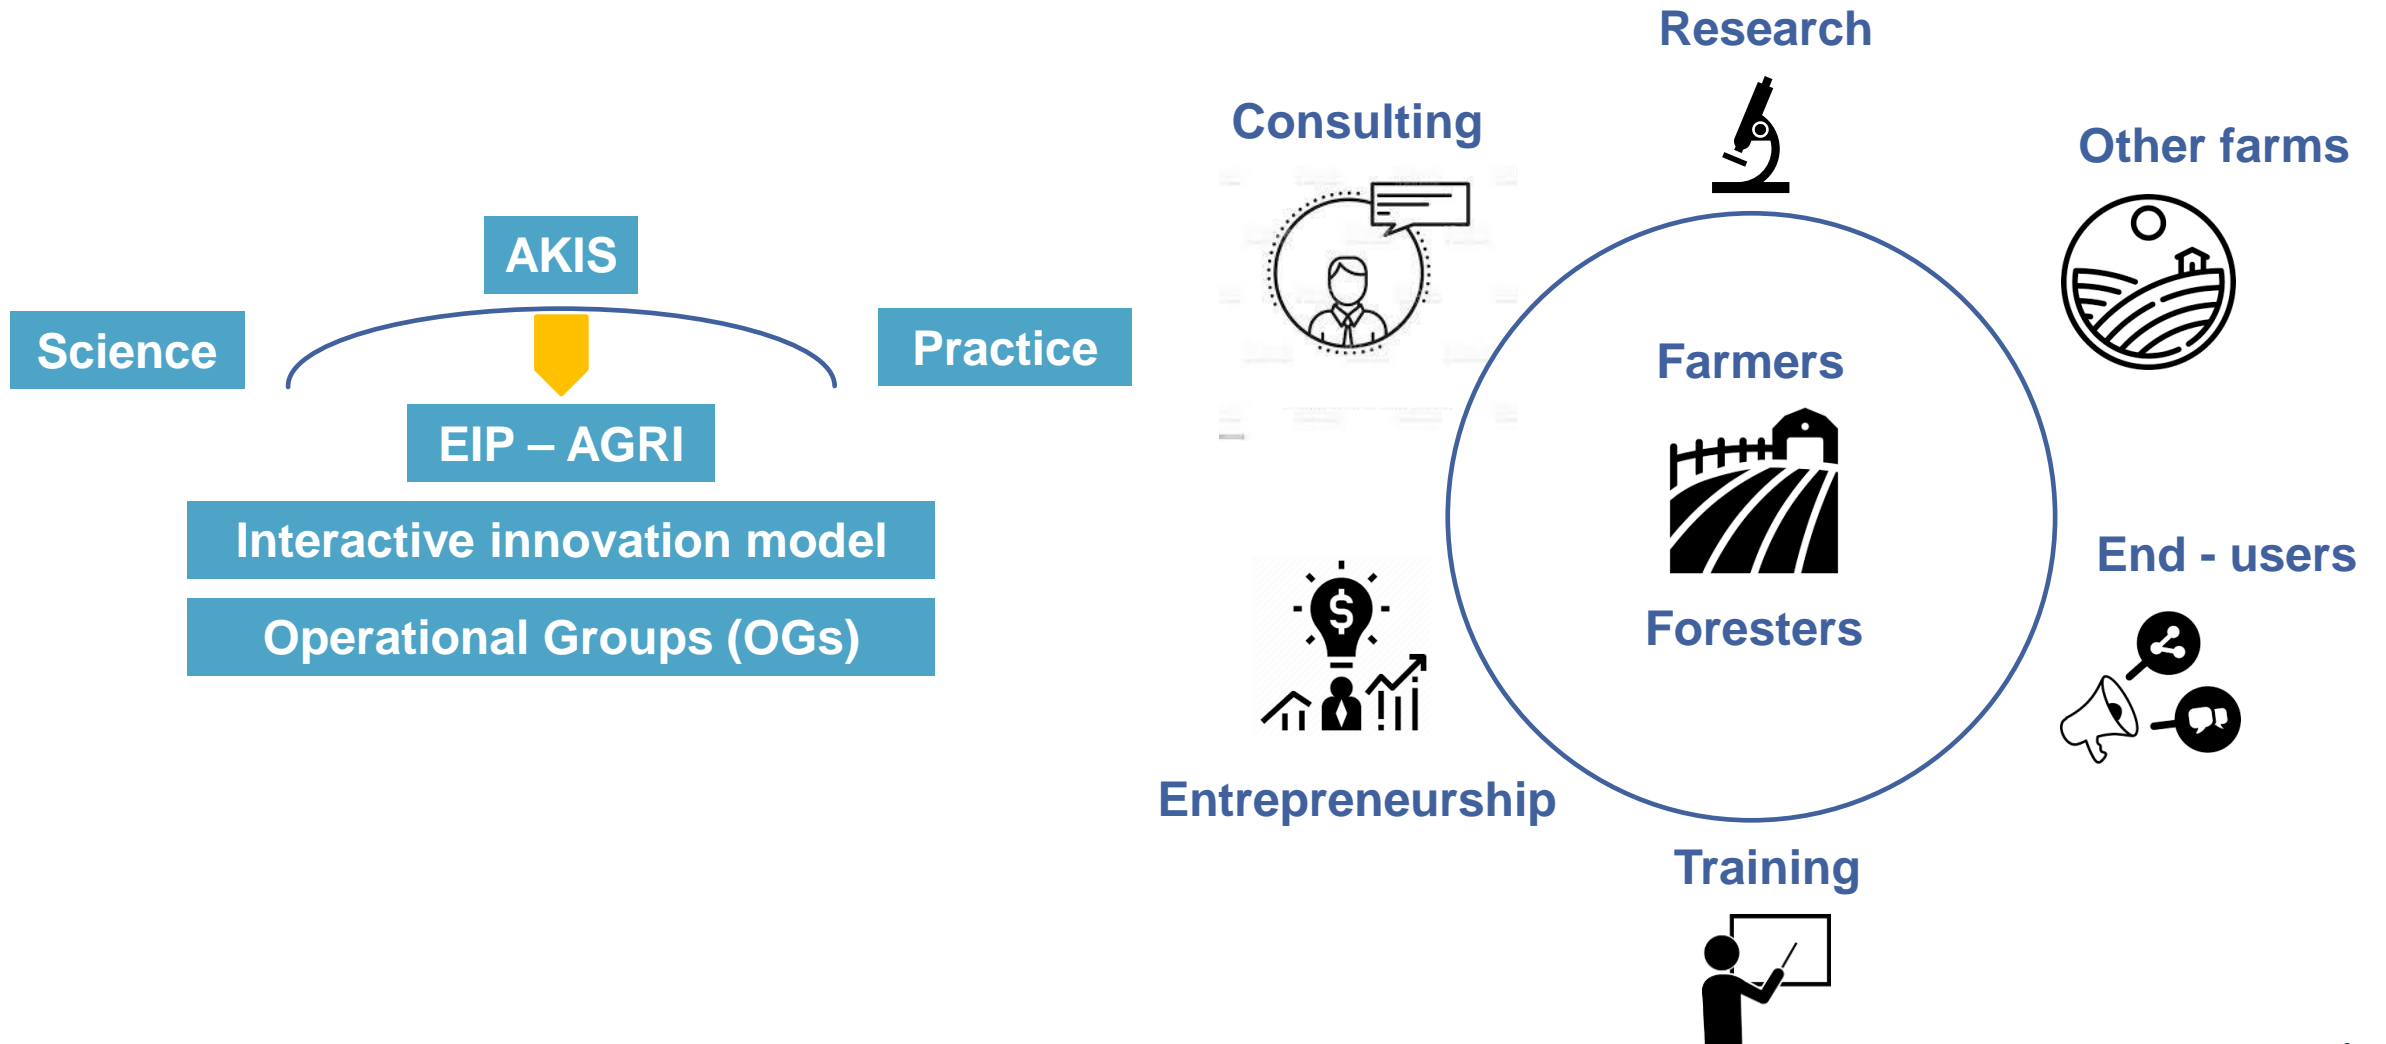 AKIS
Science
Practice
EIP – AGRI
Interactive innovation model
Operational Groups (OGs)
Research
Consulting
Other farms
Farmers
Foresters
End - users
$
Entrepreneurship
Training